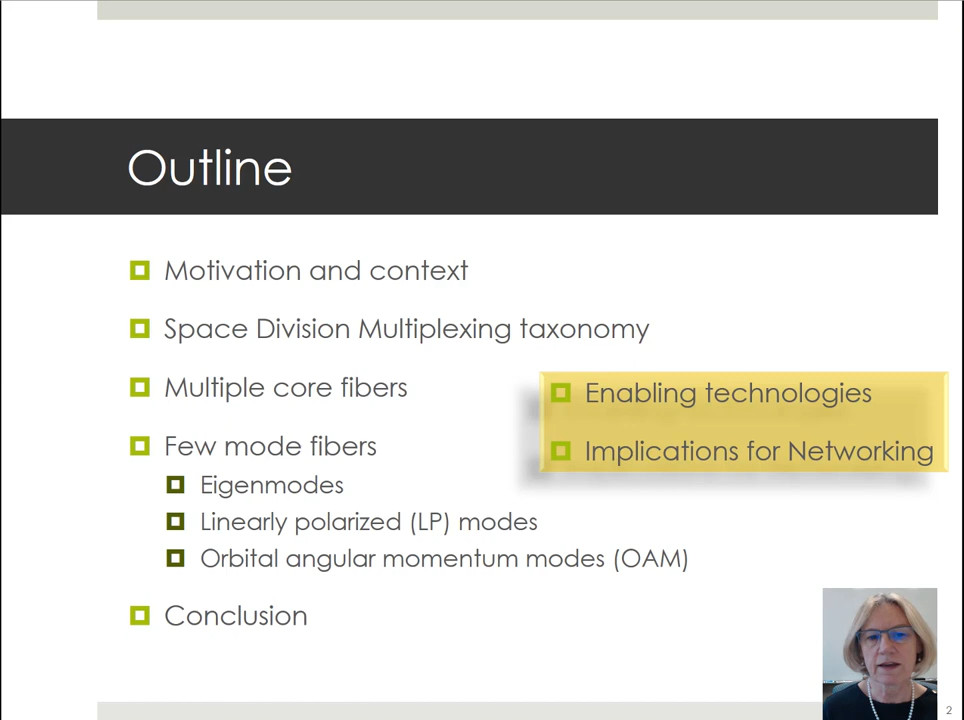 Outline
Motivation and context
Space Division Multiplexing taxonomy
Multiple core fibers
Few mode fibers
Eigenmodes
Linearly polarized (LP) modes
Orbital angular momentum modes (OAM)
Conclusion
Enabling technologies
Implications for Networking
2